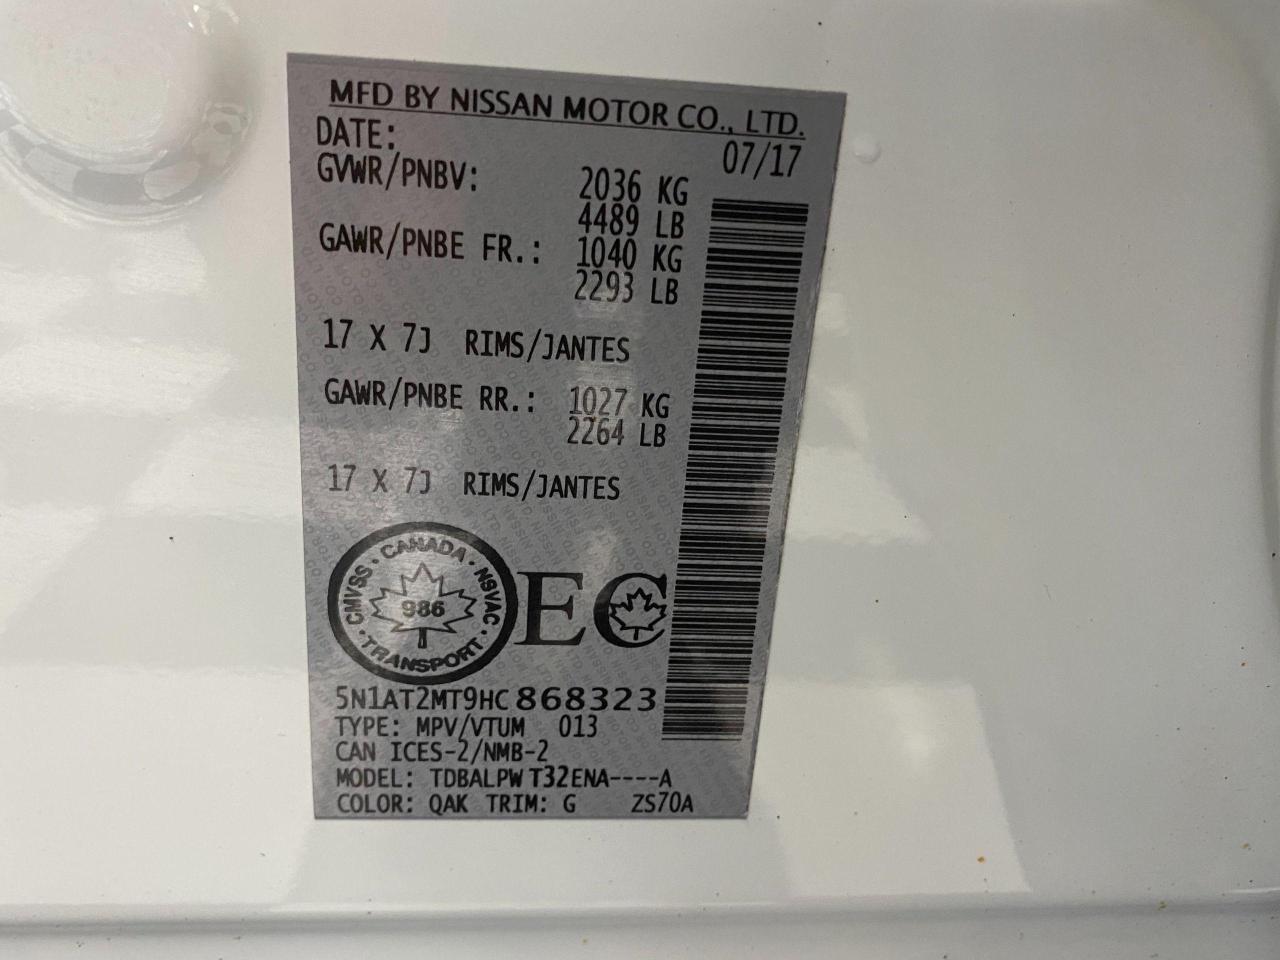 MFD BY NISSAN MOTOR CO., LTD.
DATE: 07/17
GVWR/PNBV: 2036 KG
4489 LB
GAWR/PNBE FR.: 1040 KG
2293 LB
17 X 7J RIMS/JANTES
GAWR/PNBE RR.: 1027 KG
2264 LB
17 X 7J RIMS/JANTES
CANADA · NSVAC · TRANSPORT · CMVSS ·
986
EC
5N1AT2MT9HC868323
TYPE: MPV/VTUM 013
CAN ICES-2/NMB-2
MODEL: TDBALPW T32ENA----A
COLOR: QAK TRIM: G ZS70A